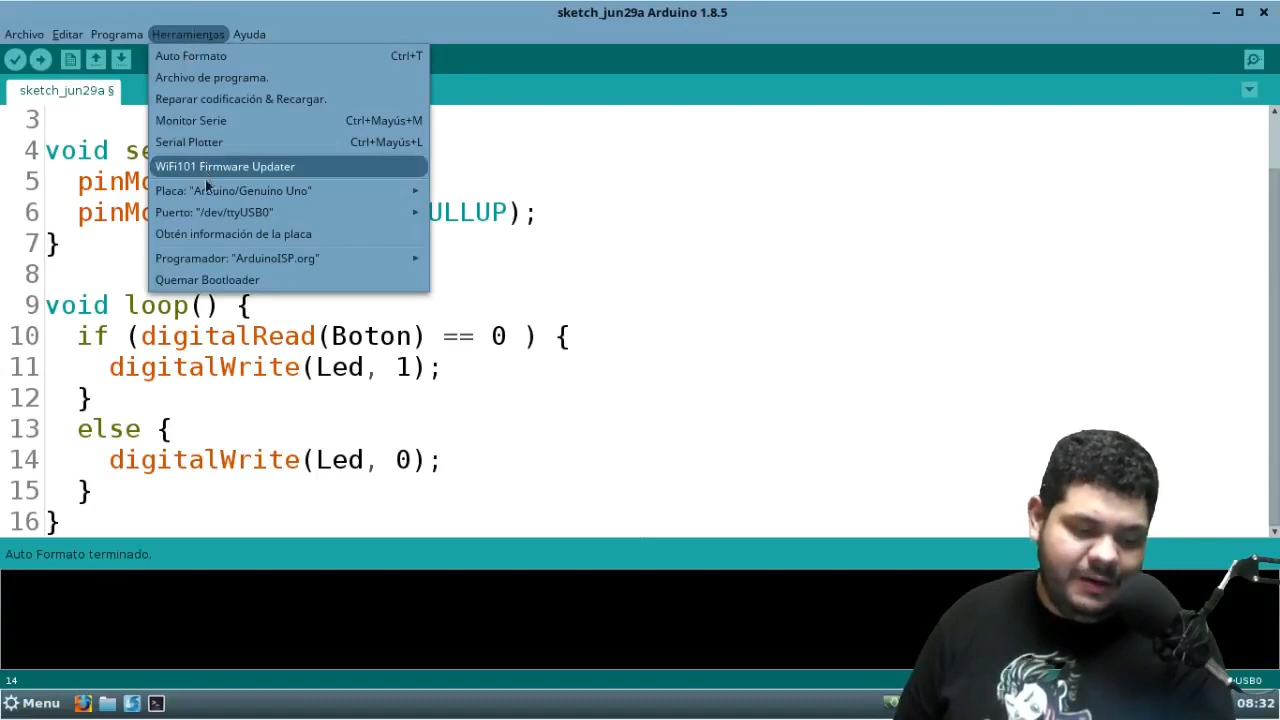 sketch_jun29a Arduino 1.8.5
Archivo Editar Programa Herramientas Ayuda
sketch_jun29a §
Auto Formato Ctrl+T
Archivo de programa.
Reparar codificación & Recargar.
Monitor Serie Ctrl+Mayús+M
Serial Plotter Ctrl+Mayús+L
WiFi101 Firmware Updater
Placa: "Arduino/Genuino Uno"
Puerto: "/dev/ttyUSB0"
Obtén información de la placa
Programador: "ArduinoISP.org"
Quemar Bootloader
3
4 void se
5 pinMo
6 pinMo ULLUP);
7 }
8
9 void loop() {
10 if (digitalRead(Boton) == 0 ) {
11 digitalWrite(Led, 1);
12 }
13 else {
14 digitalWrite(Led, 0);
15 }
16 }
Auto Formato terminado.
14 USB0
Menu 08:32